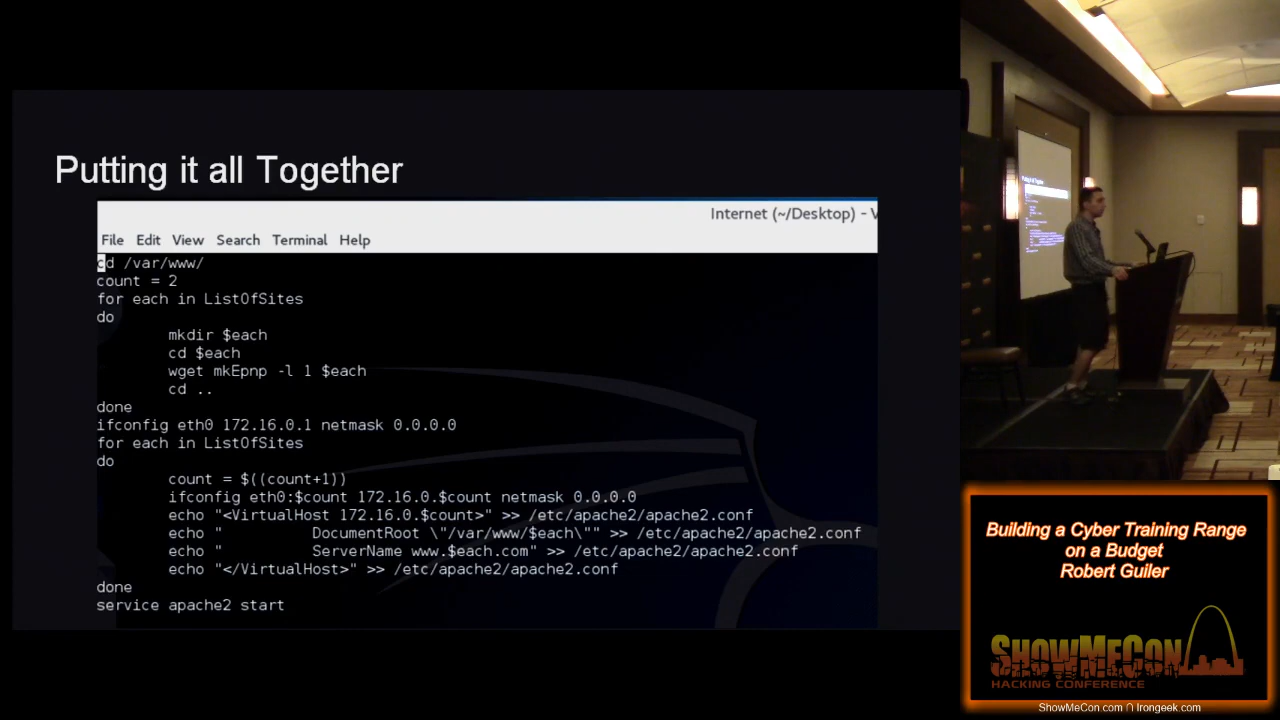 Putting it all Together
Internet (~/Desktop) - V
File Edit View Search Terminal Help
cd /var/www/
count = 2
for each in ListOfSites
do
mkdir $each
cd $each
wget mkEpnp -l 1 $each
cd ..
done
ifconfig eth0 172.16.0.1 netmask 0.0.0.0
for each in ListOfSites
do
count = $((count+1))
ifconfig eth0:$count 172.16.0.$count netmask 0.0.0.0
echo "<VirtualHost 172.16.0.$count>" >> /etc/apache2/apache2.conf
echo " DocumentRoot \"/var/www/$each\"" >> /etc/apache2/apache2.conf
echo " ServerName www.$each.com" >> /etc/apache2/apache2.conf
echo "</VirtualHost>" >> /etc/apache2/apache2.conf
done
service apache2 start
Building a Cyber Training Range
on a Budget
Robert Guiler
SHOWMECON
HACKING CONFERENCE
ShowMeCon.com ∩ Irongeek.com